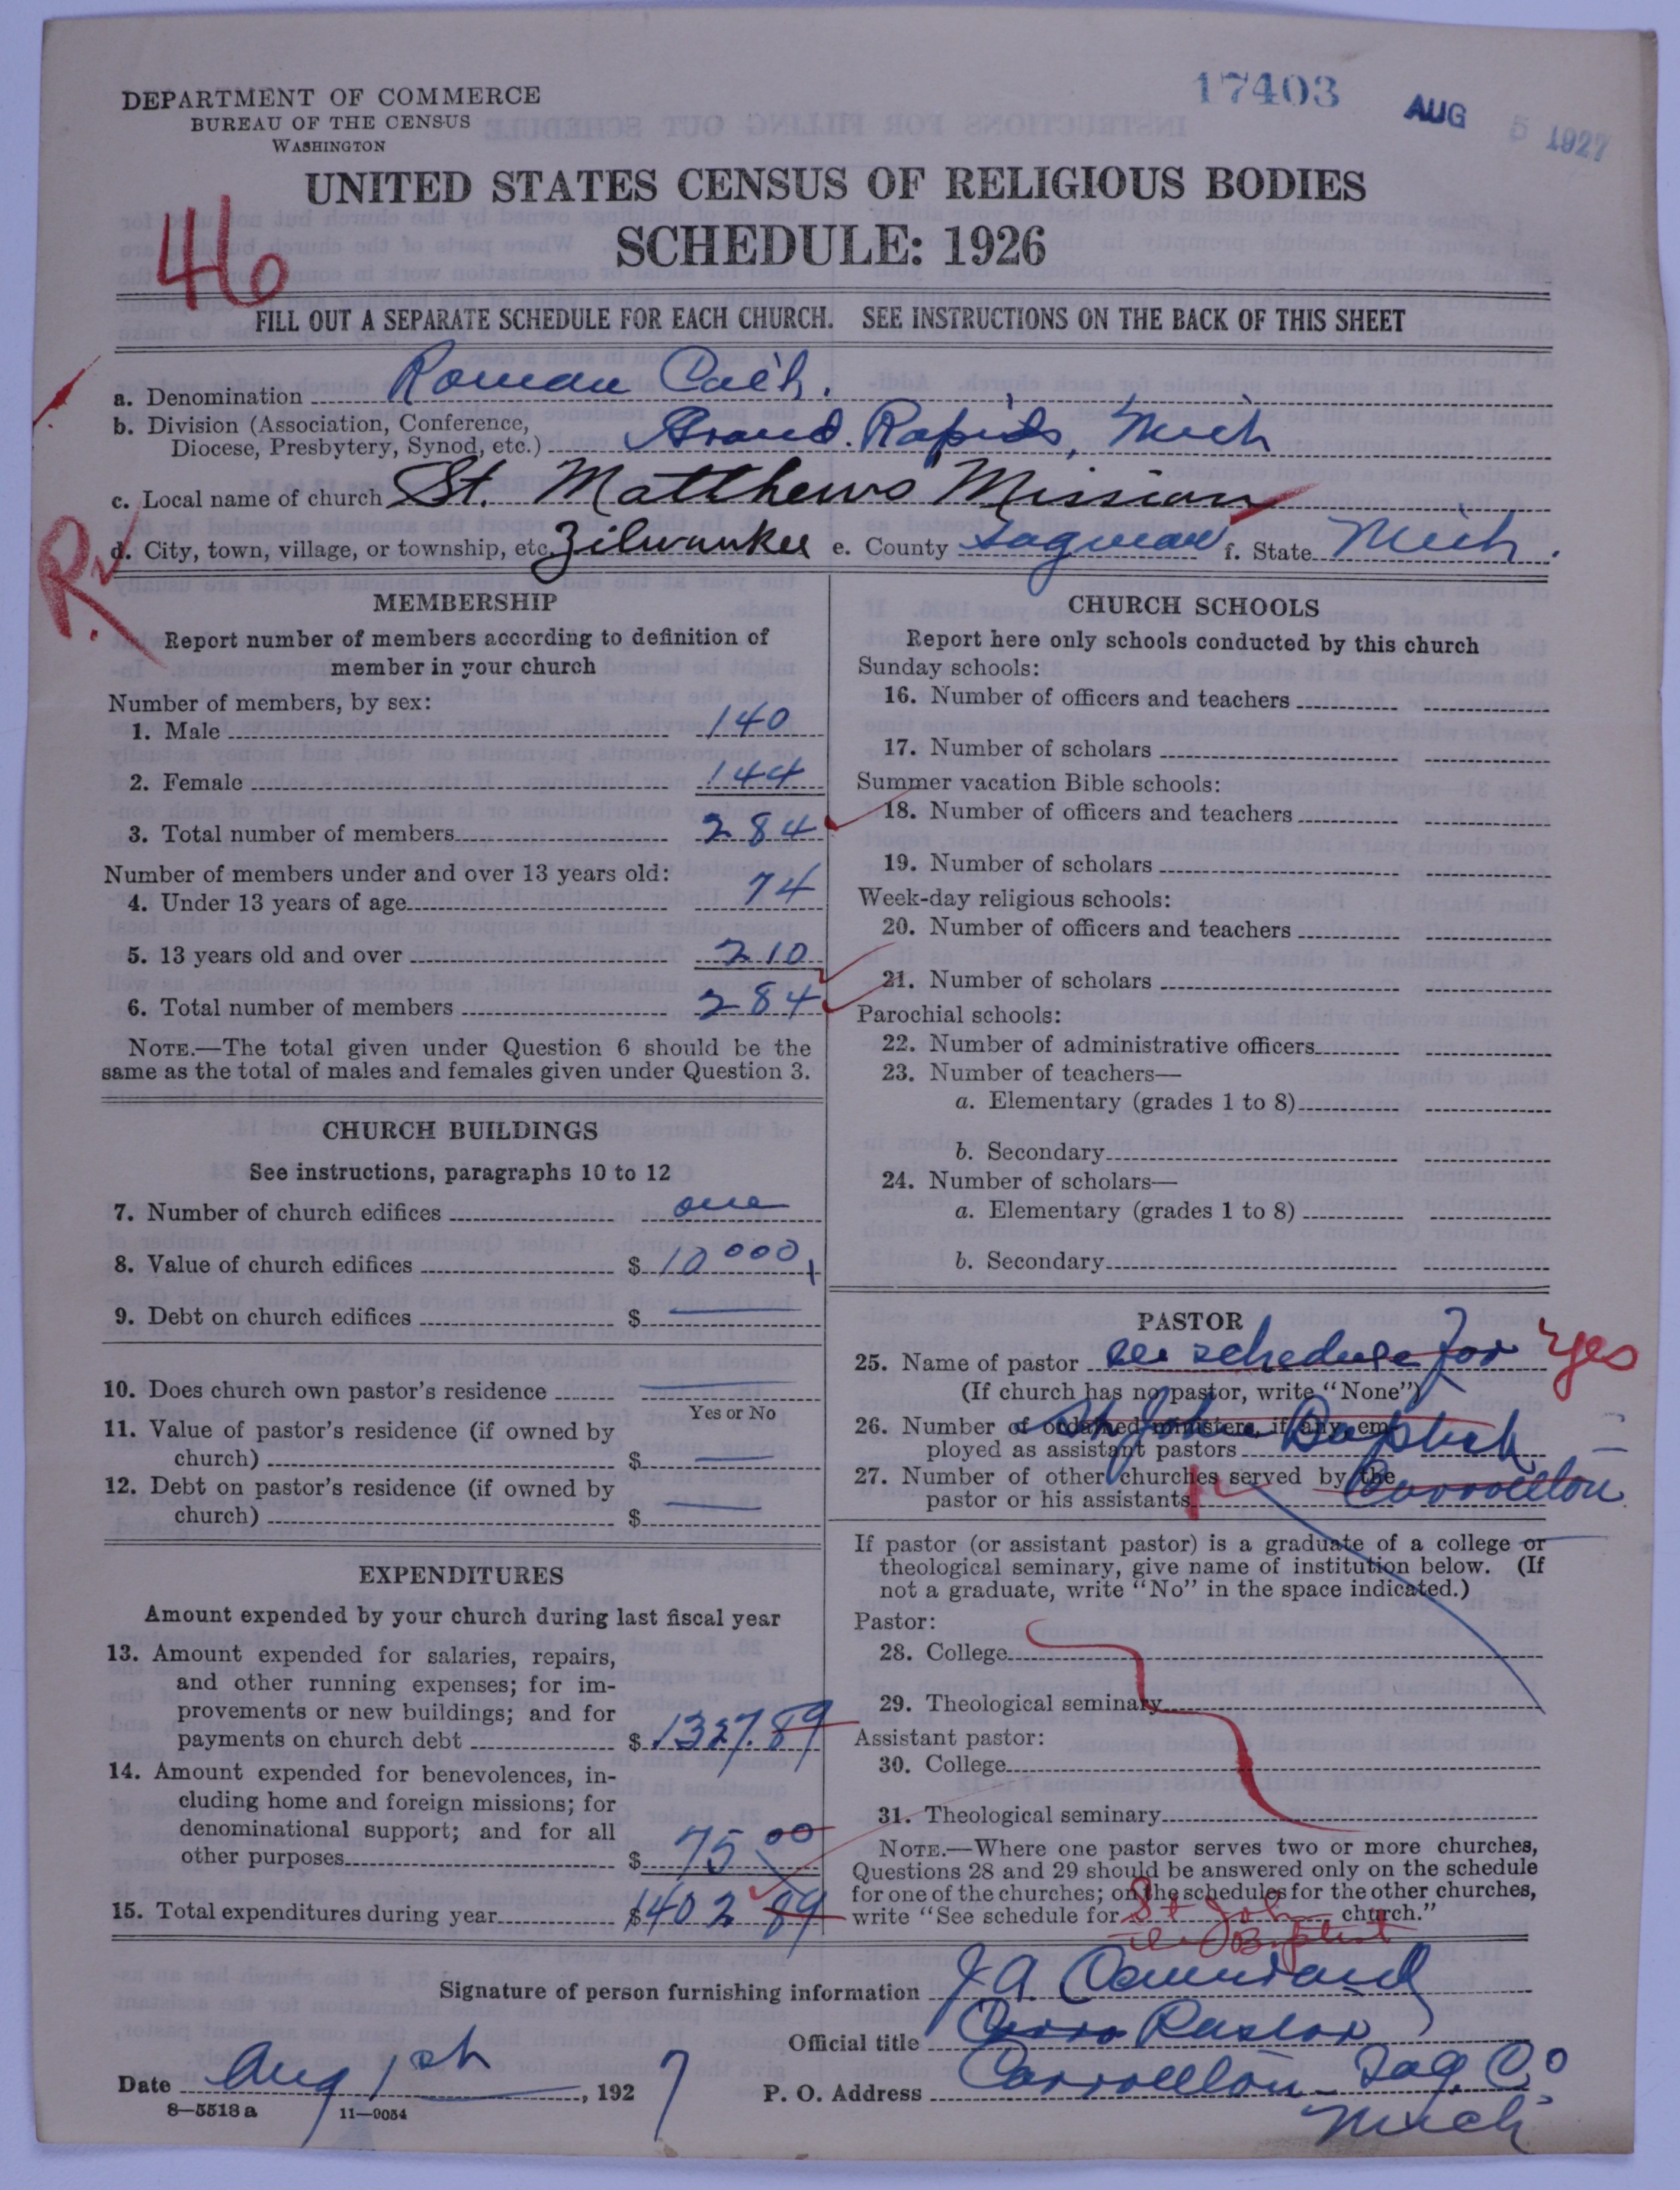 17403
AUG 5 1927
DEPARTMENT OF COMMERCE
BUREAU OF THE CENSUS
WASHINGTON
UNITED STATES CENSUS OF RELIGIOUS BODIES
SCHEDULE: 1926
46
FILL OUT A SEPARATE SCHEDULE FOR EACH CHURCH. SEE INSTRUCTIONS ON THE BACK OF THIS SHEET
a. Denomination Roman Cath.
b. Division (Association, Conference,
Diocese, Presbytery, Synod, etc.) Grand. Rapids, Mich
c. Local name of church St. Matthews Mission
d. City, town, village, or township, etc. Zilwaukee e. County Saginaw f. State Mich.
R.
MEMBERSHIP
Report number of members according to definition of
member in your church
Number of members, by sex:
1. Male 140
2. Female 144
3. Total number of members 284
Number of members under and over 13 years old:
4. Under 13 years of age 74
5. 13 years old and over 210
6. Total number of members 284
NOTE.—The total given under Question 6 should be the
same as the total of males and females given under Question 3.
CHURCH BUILDINGS
See instructions, paragraphs 10 to 12
7. Number of church edifices one
8. Value of church edifices $ 10000
9. Debt on church edifices $ —
10. Does church own pastor's residence —
Yes or No
11. Value of pastor's residence (if owned by
church) $ —
12. Debt on pastor's residence (if owned by
church) $ —
EXPENDITURES
Amount expended by your church during last fiscal year
13. Amount expended for salaries, repairs,
and other running expenses; for im-
provements or new buildings; and for
payments on church debt $ 1327.89
14. Amount expended for benevolences, in-
cluding home and foreign missions; for
denominational support; and for all
other purposes $ 75 00
15. Total expenditures during year $1402 89
CHURCH SCHOOLS
Report here only schools conducted by this church
Sunday schools:
16. Number of officers and teachers
17. Number of scholars
Summer vacation Bible schools:
18. Number of officers and teachers
19. Number of scholars
Week-day religious schools:
20. Number of officers and teachers
21. Number of scholars
Parochial schools:
22. Number of administrative officers
23. Number of teachers—
a. Elementary (grades 1 to 8)
b. Secondary
24. Number of scholars—
a. Elementary (grades 1 to 8)
b. Secondary
PASTOR
25. Name of pastor see schedule for yes
(If church has no pastor, write "None")
26. Number of ordained ministers, if any, em-
ployed as assistant pastors St John Baptist
27. Number of other churches served by the
pastor or his assistants 1 Carrollton
If pastor (or assistant pastor) is a graduate of a college or
theological seminary, give name of institution below. (If
not a graduate, write "No" in the space indicated.)
Pastor:
28. College
29. Theological seminary
Assistant pastor:
30. College
31. Theological seminary
NOTE.—Where one pastor serves two or more churches,
Questions 28 and 29 should be answered only on the schedule
for one of the churches; on the schedules for the other churches,
write "See schedule for St John church."
the Baptist
Signature of person furnishing information J.A.
Official title Pastor
Date Aug 1st, 1927 P. O. Address Carrollton Sag. Co
Mich
8—5518 a 11—9054